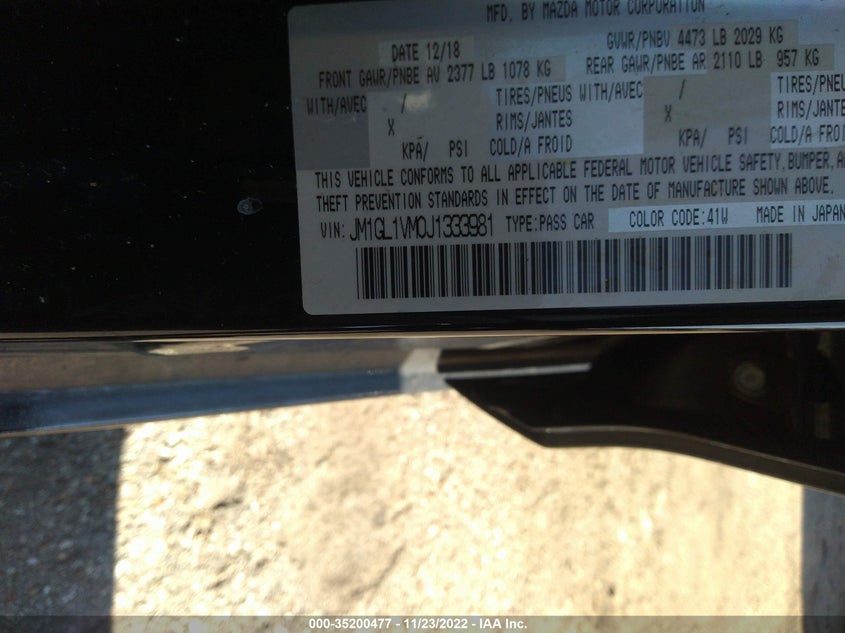 MFD. BY MAZDA MOTOR CORPORATION
DATE 12/18 GVWR/PNBV 4473 LB 2029 KG
FRONT GAWR/PNBE AV 2377 LB 1078 KG REAR GAWR/PNBE AR 2110 LB 957 KG
WITH/AVEC / TIRES/PNEUS WITH/AVEC / TIRES/PNEUS
X RIMS/JANTES X RIMS/JANTES
KPA/ PSI COLD/A FROID KPA/ PSI COLD/A FROID
THIS VEHICLE CONFORMS TO ALL APPLICABLE FEDERAL MOTOR VEHICLE SAFETY, BUMPER,
THEFT PREVENTION STANDARDS IN EFFECT ON THE DATE OF MANUFACTURE SHOWN ABOVE.
VIN: JM1GL1VM0J1333981 TYPE:PASS CAR COLOR CODE:41W MADE IN JAPAN
000-35200477 - 11/23/2022 - IAA Inc.